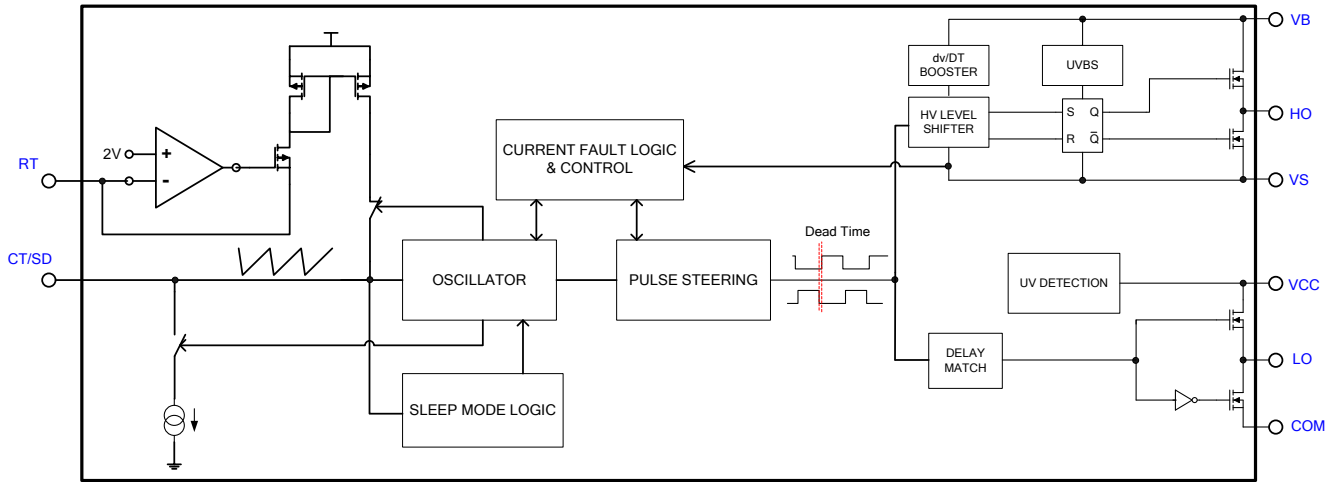 VB
dv/DT
BOOSTER
UVBS
HV LEVEL
SHIFTER
S Q
R Q̅
HO
CURRENT FAULT LOGIC
& CONTROL
2V
+
-
RT
VS
Dead Time
CT/SD
OSCILLATOR
PULSE STEERING
UV DETECTION
VCC
DELAY
MATCH
LO
SLEEP MODE LOGIC
COM